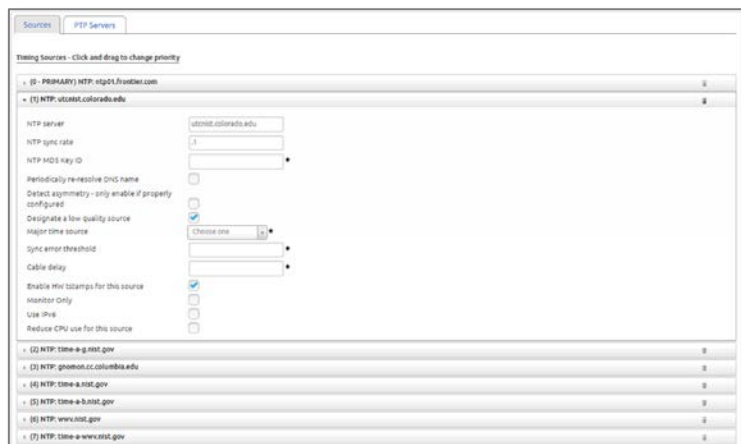 Sources PTP Servers
Timing Sources - Click and drag to change priority
(0 - PRIMARY) NTP: ntp01.frontier.com
(1) NTP: utcnist.colorado.edu
NTP server utcnist.colorado.edu
NTP sync rate .1
NTP MD5 Key ID *
Periodically re-resolve DNS name
Detect asymmetry - only enable if properly
configured
Designate a low quality source
Major time source Choose one *
Sync error threshold *
Cable delay *
Enable HW tstamps for this source
Monitor Only
Use IPv6
Reduce CPU use for this source
(2) NTP: time-a-g.nist.gov
(3) NTP: gnomon.cc.columbia.edu
(4) NTP: time-a.nist.gov
(5) NTP: time-a-b.nist.gov
(6) NTP: wwv.nist.gov
(7) NTP: time-a-wwv.nist.gov